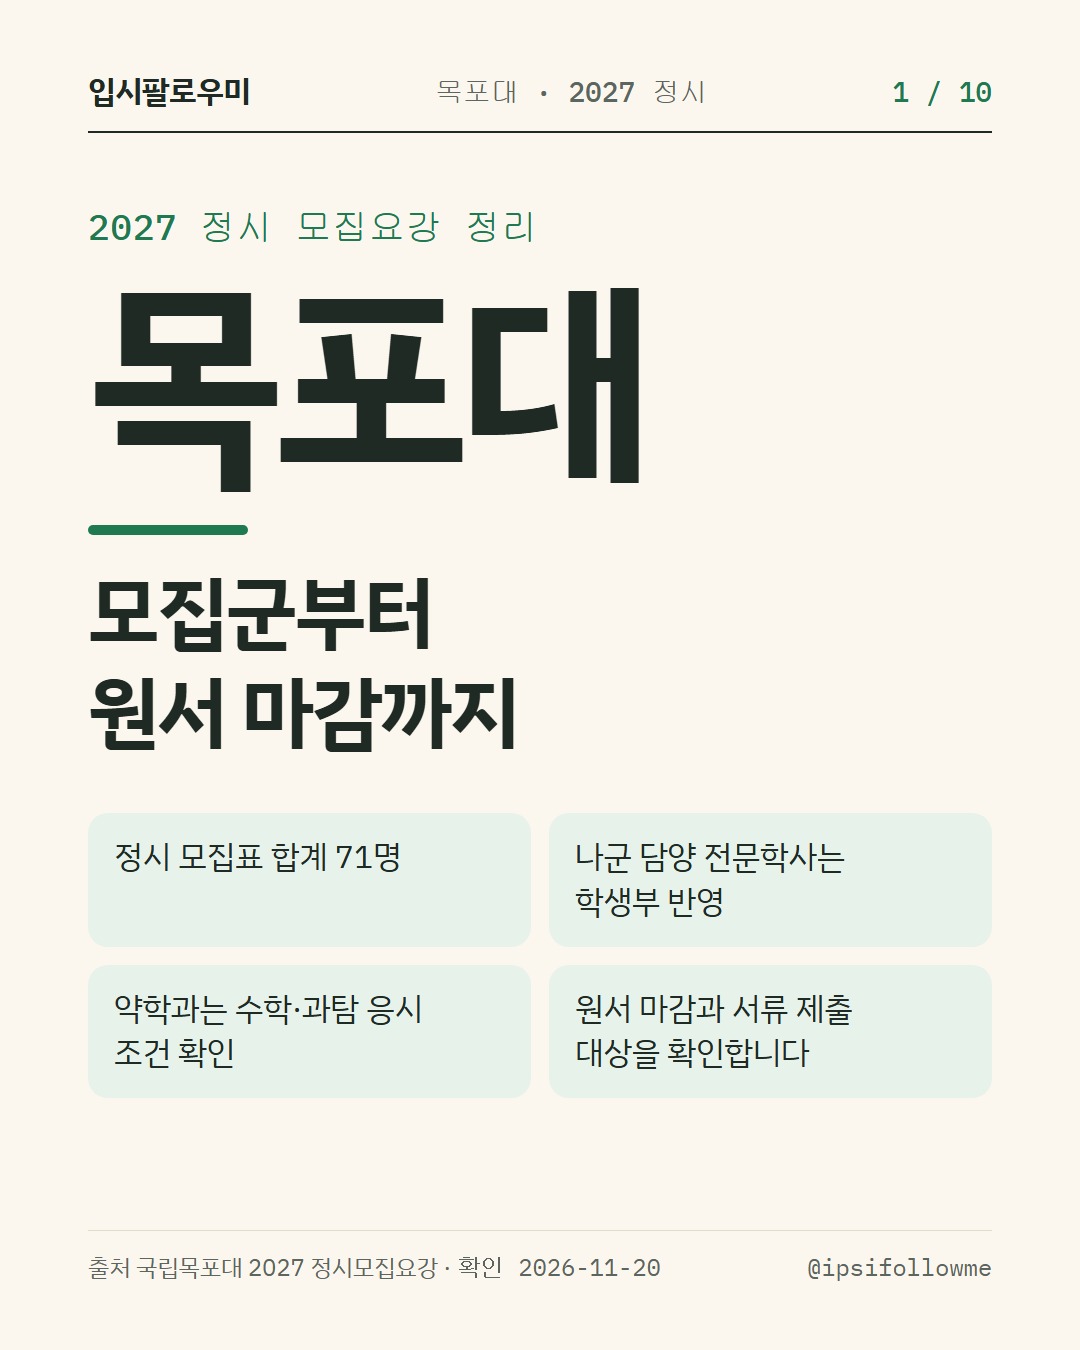 입시팔로우미
목포대 · 2027 정시
1 / 10
2027 정시 모집요강 정리
목포대
모집군부터
원서 마감까지
정시 모집표 합계 71명
나군 담양 전문학사는
학생부 반영
약학과는 수학·과탐 응시
조건 확인
원서 마감과 서류 제출
대상을 확인합니다
출처 국립목포대 2027 정시모집요강 · 확인 2026-11-20
@ipsifollowme